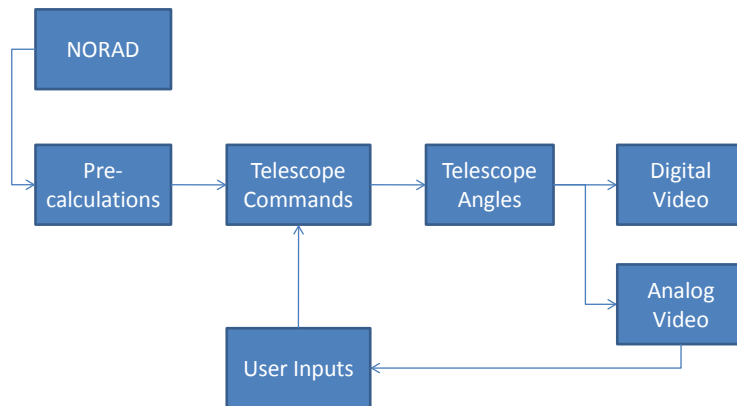 NORAD
Pre-
calculations
Telescope
Commands
Telescope
Angles
Digital
Video
Analog
Video
User Inputs